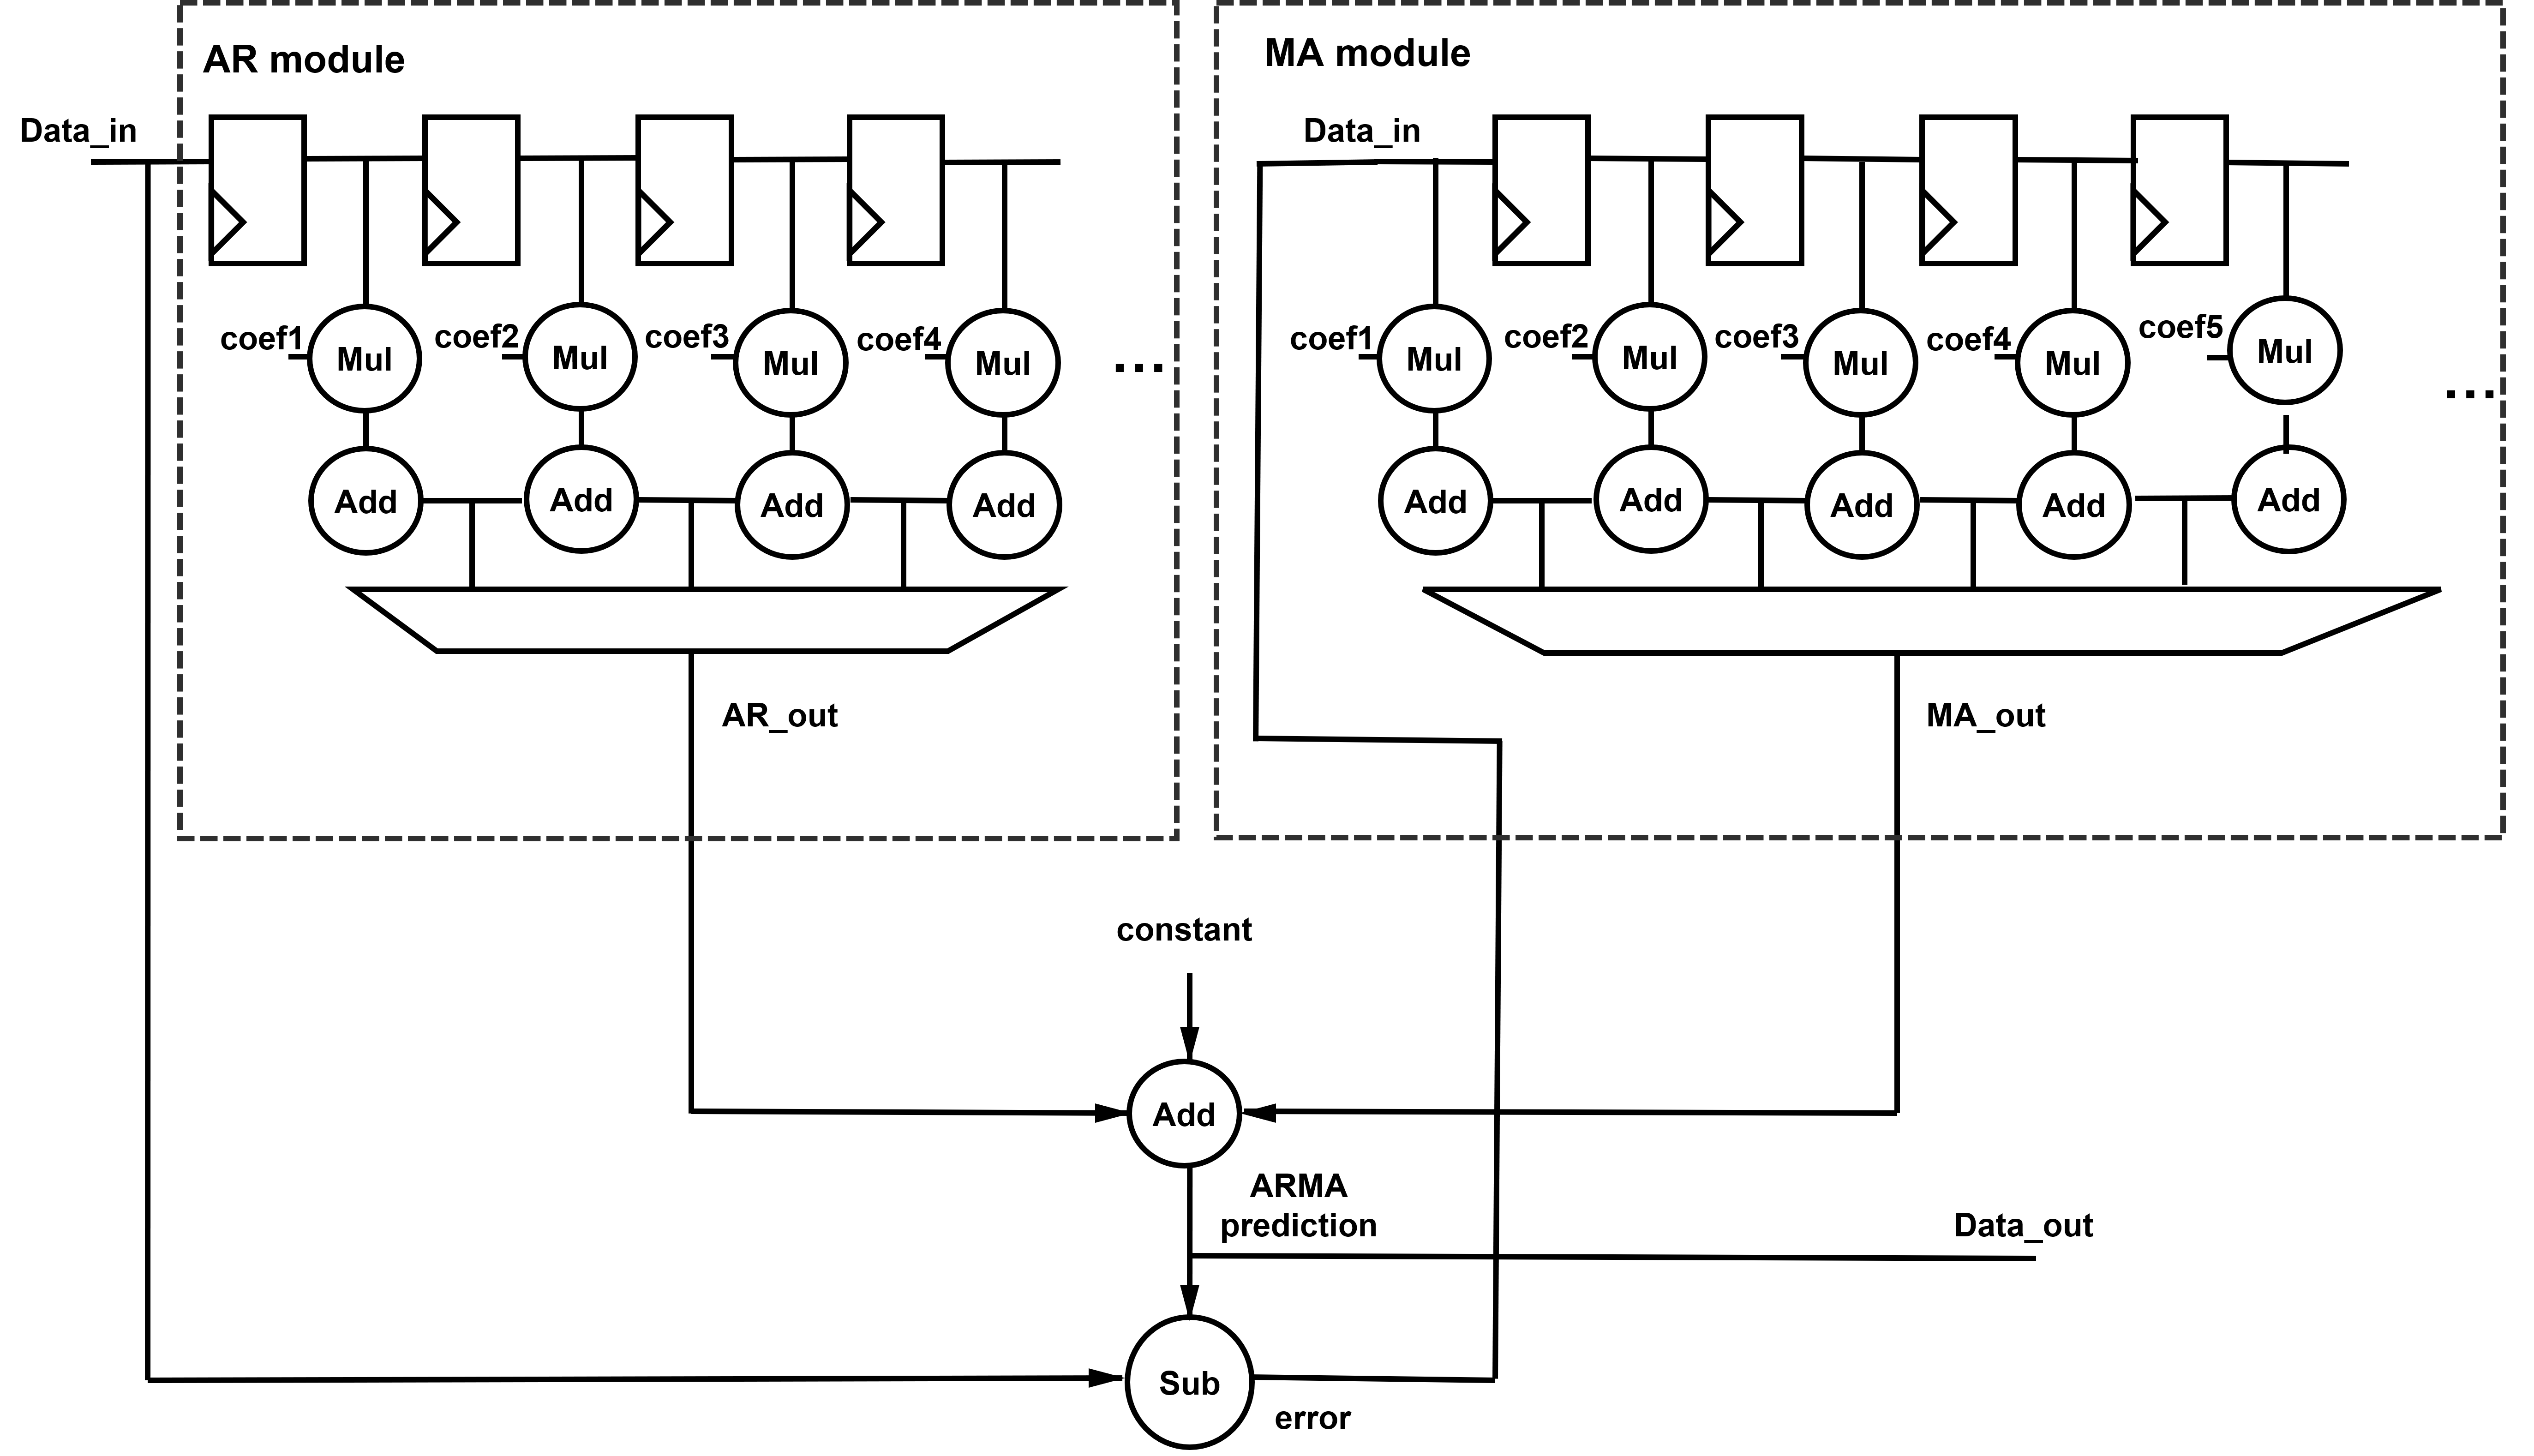 AR module
MA module
Data_in
Data_in
coef1
coef2
coef3
coef4
coef1
coef2
coef3
coef4
coef5
Mul
Mul
Mul
Mul
...
Mul
Mul
Mul
Mul
Mul
...
Add
Add
Add
Add
Add
Add
Add
Add
Add
AR_out
MA_out
constant
Add
ARMA
prediction
Data_out
Sub
error